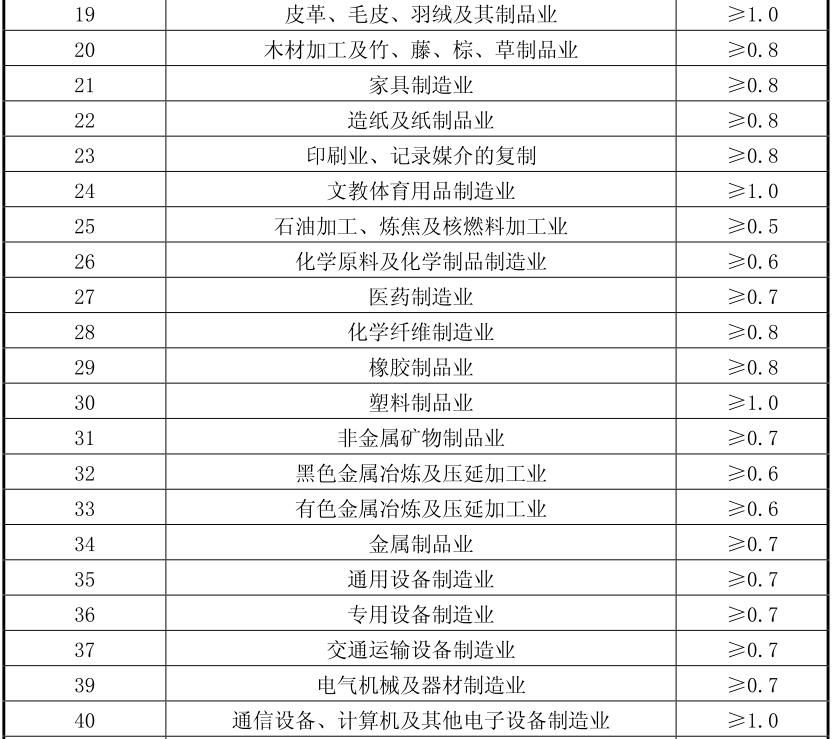 19 皮革、毛皮、羽绒及其制品业 ≥1.0
20 木材加工及竹、藤、棕、草制品业 ≥0.8
21 家具制造业 ≥0.8
22 造纸及纸制品业 ≥0.8
23 印刷业、记录媒介的复制 ≥0.8
24 文教体育用品制造业 ≥1.0
25 石油加工、炼焦及核燃料加工业 ≥0.5
26 化学原料及化学制品制造业 ≥0.6
27 医药制造业 ≥0.7
28 化学纤维制造业 ≥0.8
29 橡胶制品业 ≥0.8
30 塑料制品业 ≥1.0
31 非金属矿物制品业 ≥0.7
32 黑色金属冶炼及压延加工业 ≥0.6
33 有色金属冶炼及压延加工业 ≥0.6
34 金属制品业 ≥0.7
35 通用设备制造业 ≥0.7
36 专用设备制造业 ≥0.7
37 交通运输设备制造业 ≥0.7
39 电气机械及器材制造业 ≥0.7
40 通信设备、计算机及其他电子设备制造业 ≥1.0